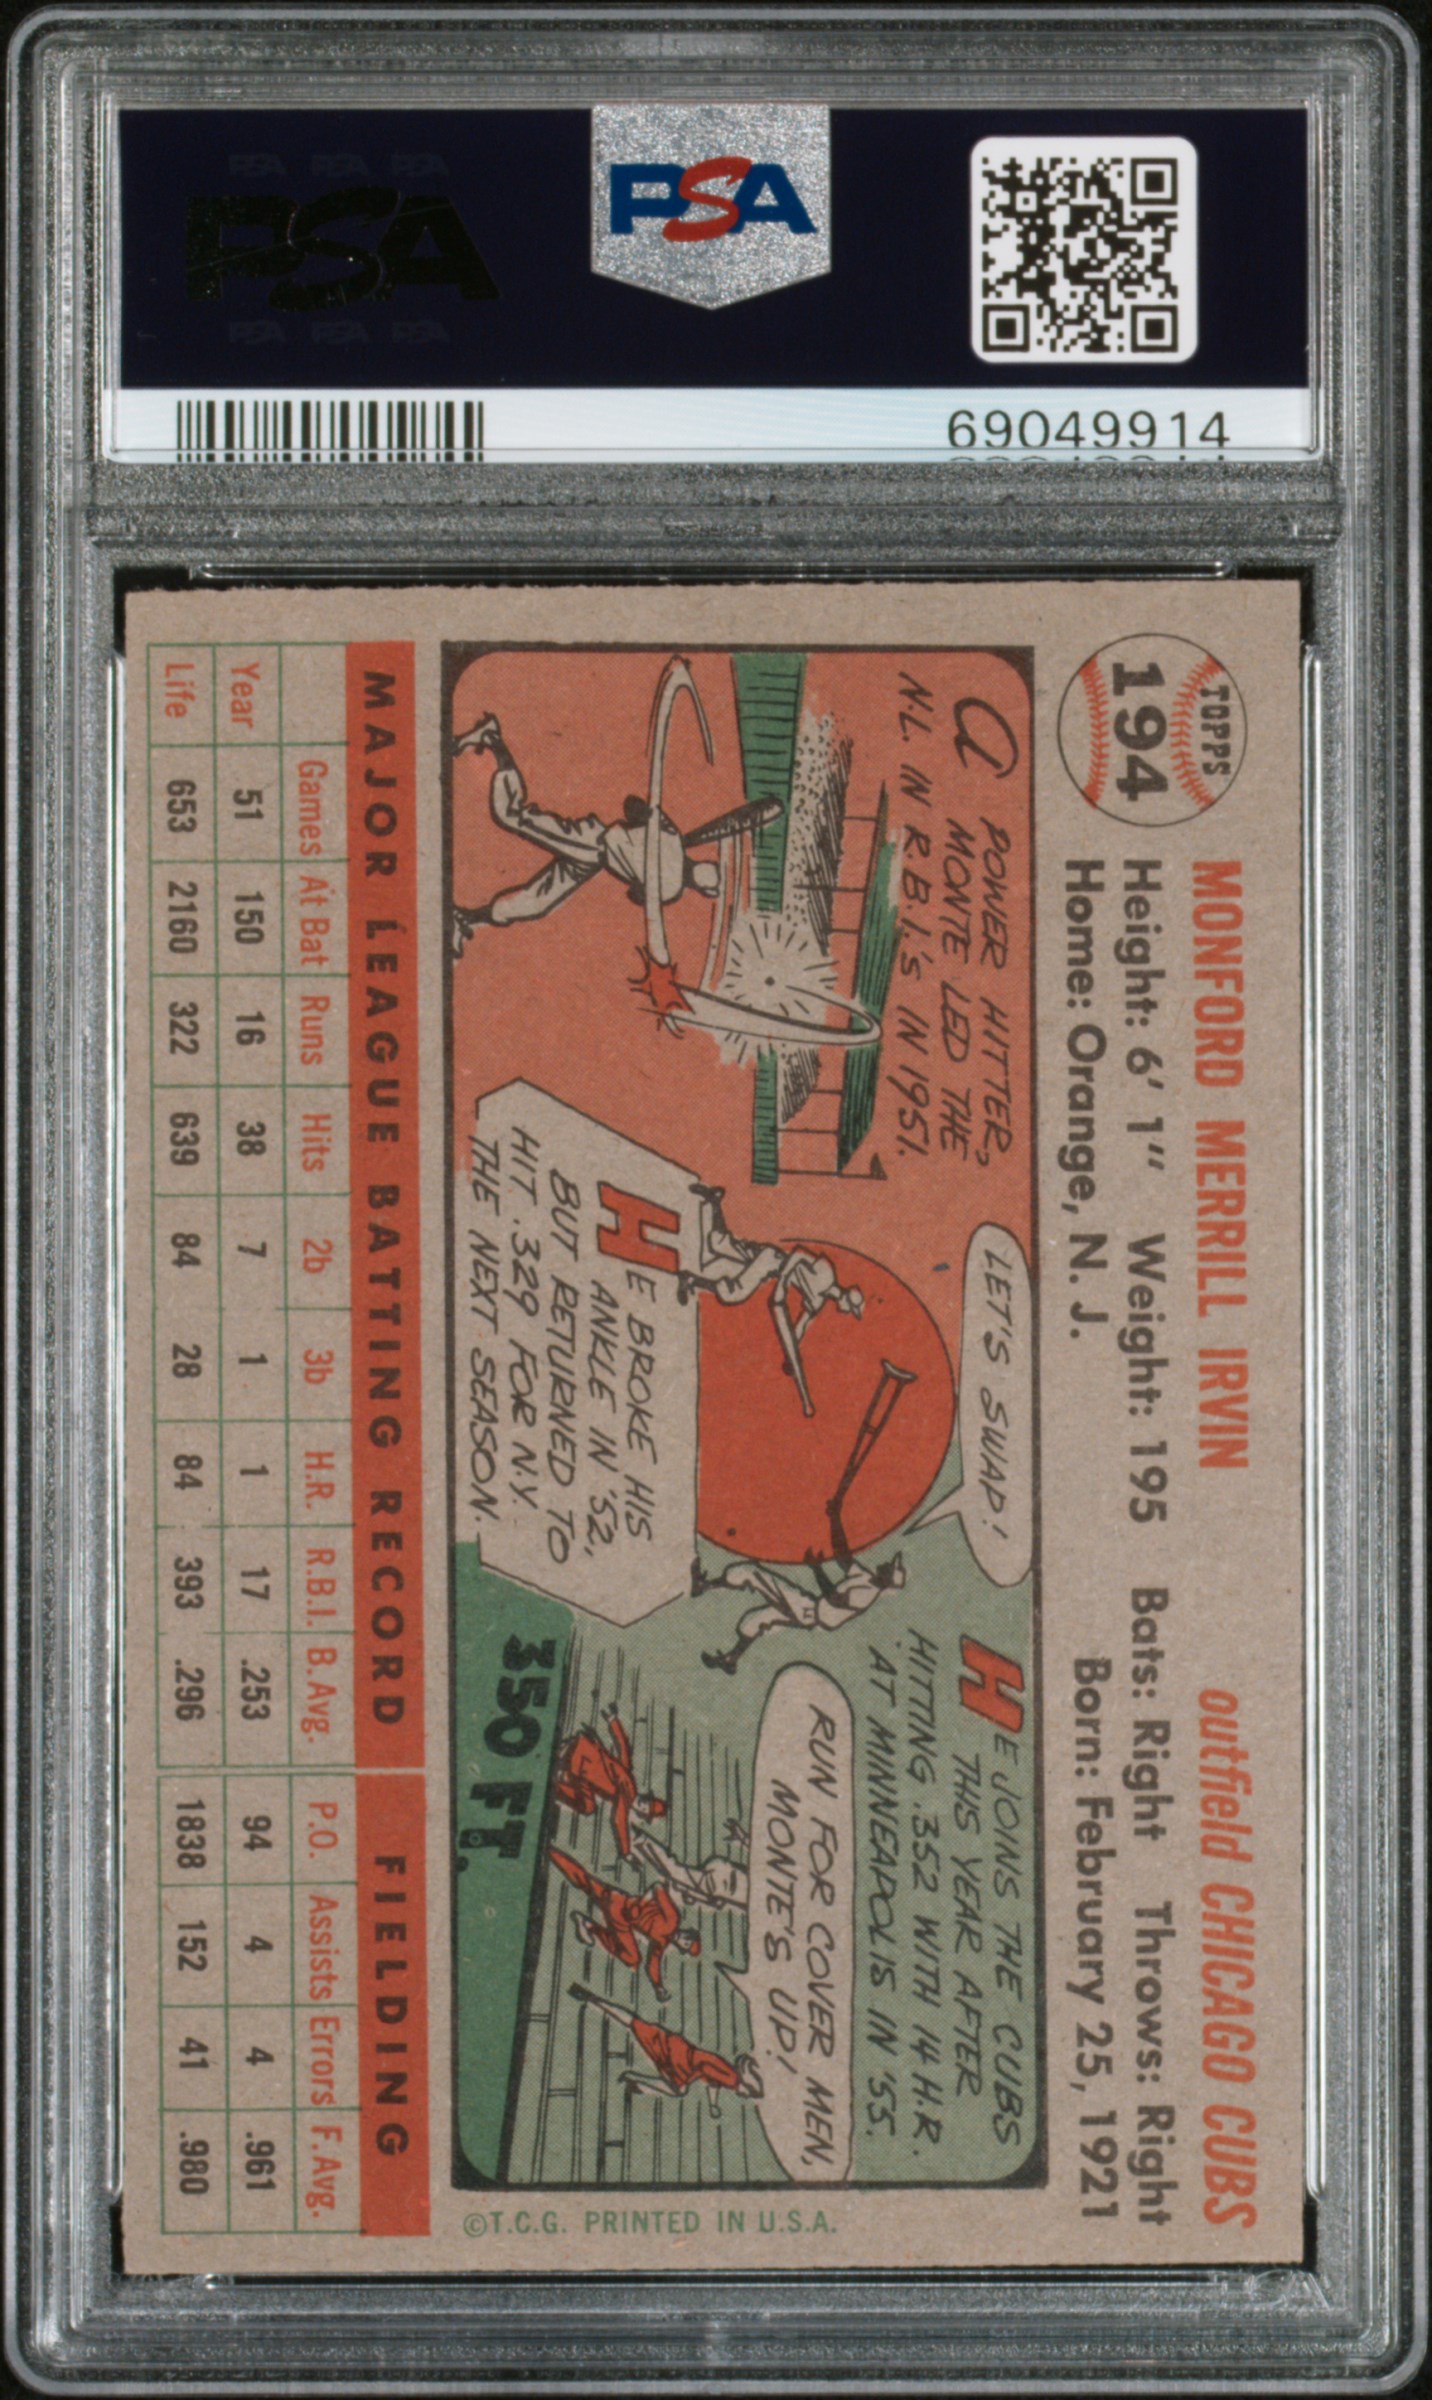 PSA
PSA PSA PSA
PSA
PSA PSA PSA
69049914
TOPPS
194
MONFORD MERRILL IRVIN
outfield CHICAGO CUBS
Height: 6' 1" Weight: 195 Bats: Right Throws: Right
Home: Orange, N. J.
Born: February 25, 1921
A POWER HITTER,
MONTE LED THE
N.L. IN R.B.I.'S IN 1951.
LET'S SWAP!
HE BROKE HIS
ANKLE IN '52,
BUT RETURNED TO
HIT .329 FOR N.Y.
THE NEXT SEASON.
HE JOINS THE CUBS
THIS YEAR AFTER
HITTING .352 WITH 14 H.R.
AT MINNEAPOLIS IN '55.
RUN FOR COVER MEN,
MONTE'S UP!
350 FT.
©T.C.G. PRINTED IN U.S.A.
MAJOR LEAGUE BATTING RECORD FIELDING
Games At Bat Runs Hits 2b 3b H.R. R.B.I. B.Avg. P.O. Assists Errors F.Avg.
Year 51 150 16 38 7 1 1 17 .253 94 4 4 .961
Life 653 2160 322 639 84 28 84 393 .296 1838 152 41 .980